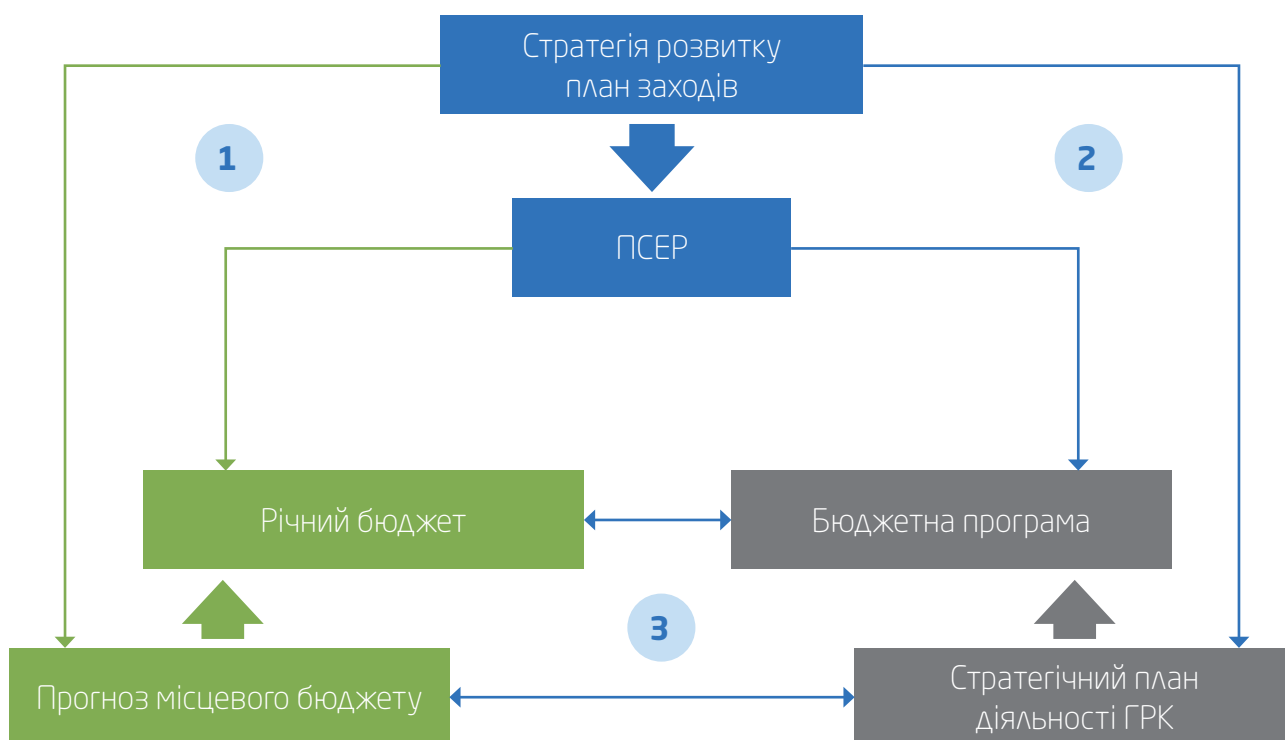 Стратегія розвитку
план заходів
1
2
ПСЕР
Річний бюджет
Бюджетна програма
3
Прогноз місцевого бюджету
Стратегічний план
діяльності ГРК